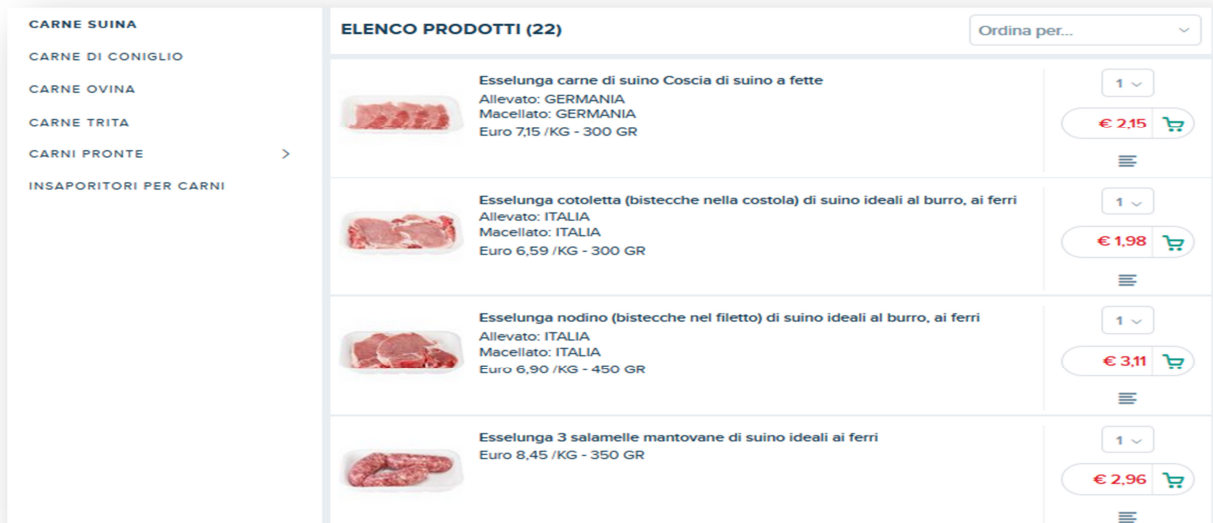 CARNE SUINA
CARNE DI CONIGLIO
CARNE OVINA
CARNE TRITA
CARNI PRONTE
INSAPORITORI PER CARNI
ELENCO PRODOTTI (22)
Ordina per...
Esselunga carne di suino Coscia di suino a fette
Allevato: GERMANIA
Macellato: GERMANIA
Euro 7,15 /KG - 300 GR
1
€ 2,15
Esselunga cotoletta (bistecche nella costola) di suino ideali al burro, ai ferri
Allevato: ITALIA
Macellato: ITALIA
Euro 6,59 /KG - 300 GR
1
€ 1,98
Esselunga nodino (bistecche nel filetto) di suino ideali al burro, ai ferri
Allevato: ITALIA
Macellato: ITALIA
Euro 6,90 /KG - 450 GR
1
€ 3,11
Esselunga 3 salamelle mantovane di suino ideali ai ferri
Euro 8,45 /KG - 350 GR
1
€ 2,96